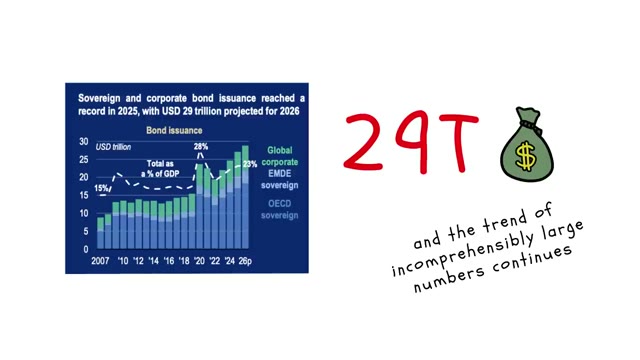 Sovereign and corporate bond issuance reached a
record in 2025, with USD 29 trillion projected for 2026
Bond issuance
30
USD trillion
25
20
15
10
5
0
Total as
a % of GDP
15%
28%
23%
Global
corporate
EMDE
sovereign
OECD
sovereign
2007 '10 '12 '14 '16 '18 '20 '22 '24 26p
29T
$
and the trend of
incomprehensibly large
numbers continues